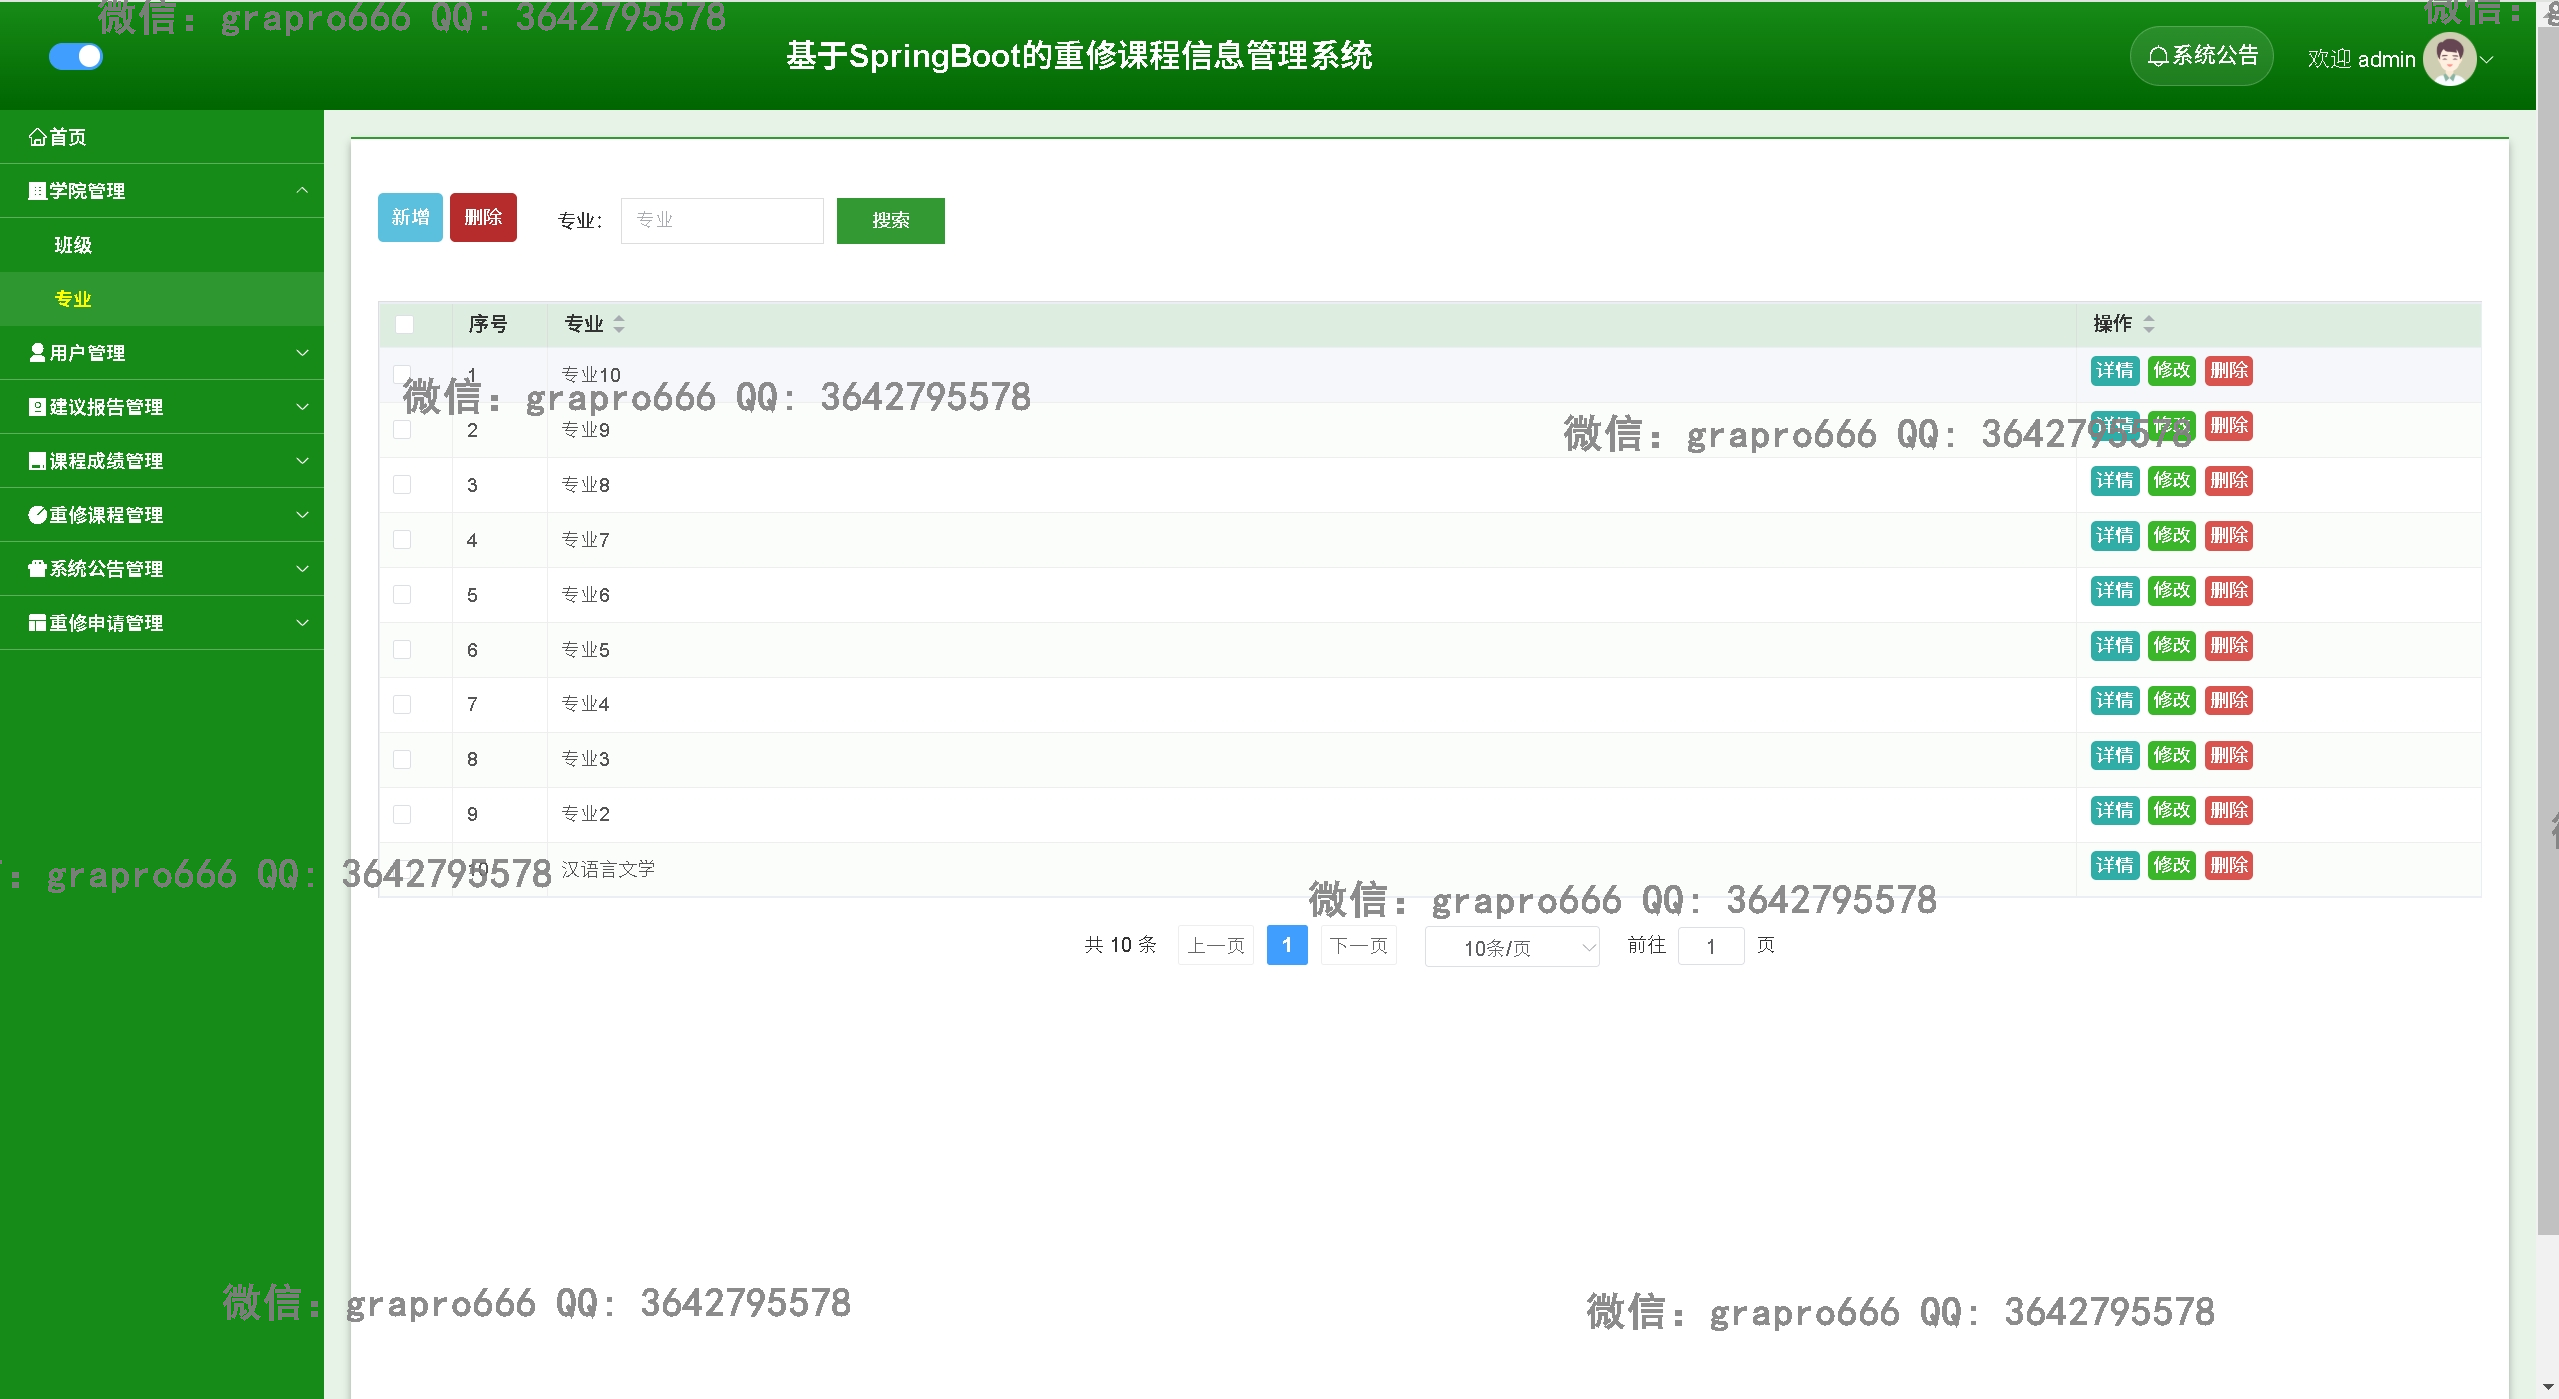 微信: grapro666 QQ: 3642795578
基于SpringBoot的重修课程信息管理系统
系统公告
欢迎 admin
首页
学院管理
班级
专业
用户管理
建议报告管理
课程成绩管理
重修课程管理
系统公告管理
重修申请管理
新增 删除 专业: 专业 搜索
序号 专业 操作
1 专业10 详情 修改 删除
微信: grapro666 QQ: 3642795578
2 专业9 详情 修改 删除
微信: grapro666 QQ: 3642795578
3 专业8 详情 修改 删除
4 专业7 详情 修改 删除
5 专业6 详情 修改 删除
6 专业5 详情 修改 删除
7 专业4 详情 修改 删除
8 专业3 详情 修改 删除
9 专业2 详情 修改 删除
10 汉语言文学 详情 修改 删除
: grapro666 QQ: 3642795578
微信: grapro666 QQ: 3642795578
共 10 条 上一页 1 下一页 10条/页 前往 1 页
微信: grapro666 QQ: 3642795578
微信: grapro666 QQ: 3642795578